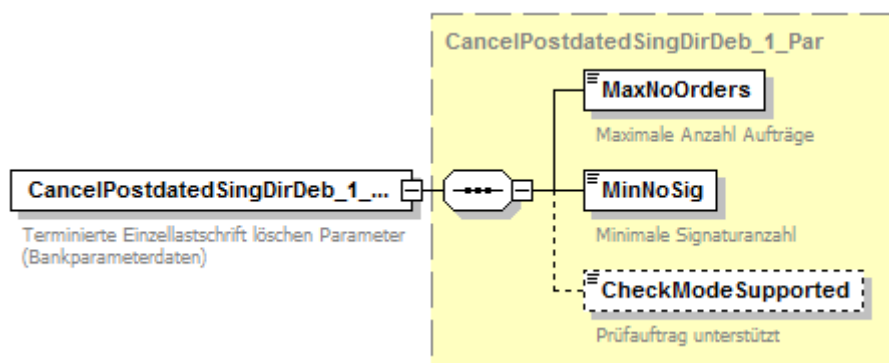 CancelPostdatedSingDirDeb_1_Par
MaxNoOrders
Maximale Anzahl Aufträge
CancelPostdatedSingDirDeb_1_...
Terminierte Einzellastschrift löschen Parameter
(Bankparameterdaten)
MinNoSig
Minimale Signaturanzahl
CheckModeSupported
Prüfauftrag unterstützt